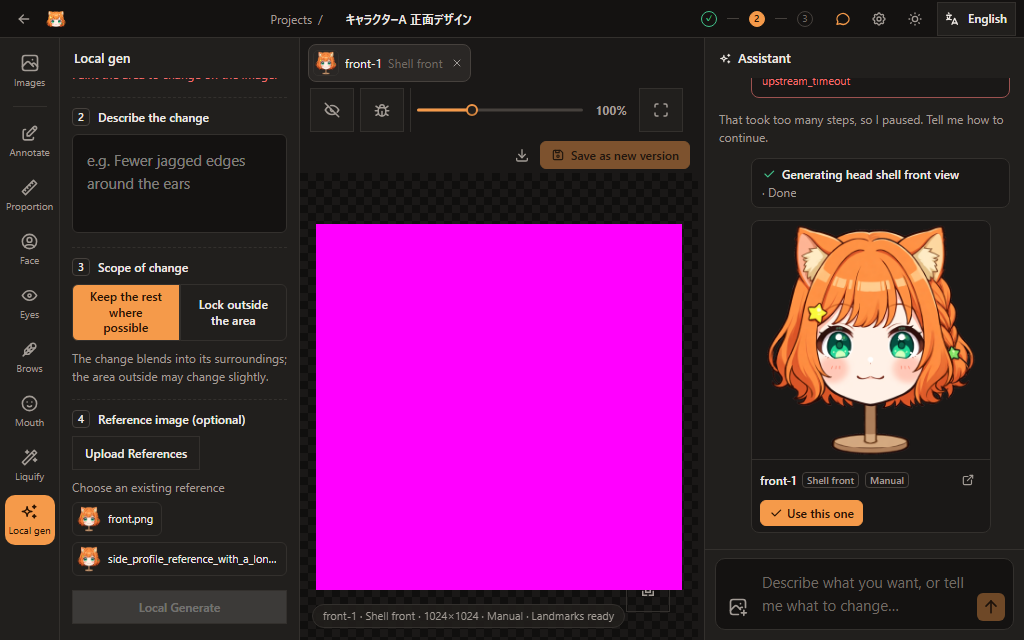 Projects /
キャラクターA 正面デザイン
2
3
English
Images
Annotate
Proportion
Face
Eyes
Brows
Mouth
Liquify
Local gen
Local gen
2 Describe the change
e.g. Fewer jagged edges
around the ears
3 Scope of change
Keep the rest
where
possible
Lock outside
the area
The change blends into its surroundings;
the area outside may change slightly.
4 Reference image (optional)
Upload References
Choose an existing reference
front.png
side_profile_reference_with_a_lon...
Local Generate
front-1 Shell front
100%
Save as new version
front-1 · Shell front · 1024×1024 · Manual · Landmarks ready
Assistant
upstream_timeout
That took too many steps, so I paused. Tell me how to
continue.
Generating head shell front view
· Done
front-1 Shell front Manual
Use this one
Describe what you want, or tell
me what to change...